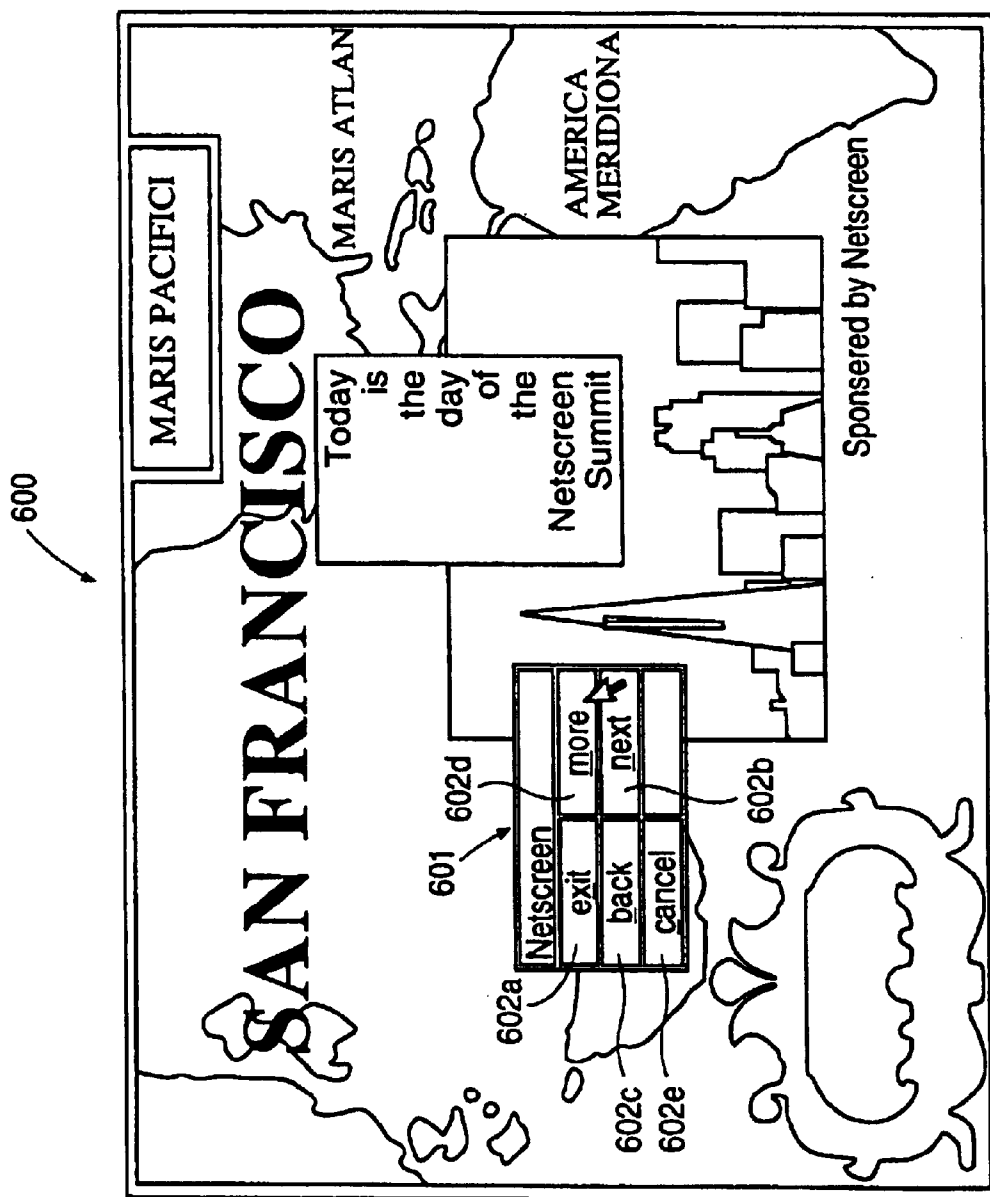 600
MARIS PACIFICI
SAN FRANCISCO
MARIS ATLAN
Today
is
the
day
of
the
Netscreen
Summit
AMERICA
MERIDIONA
601
602d
Netscreen
exit
more
back
next
cancel
602a
602c
602e
602b
Sponsered by Netscreen